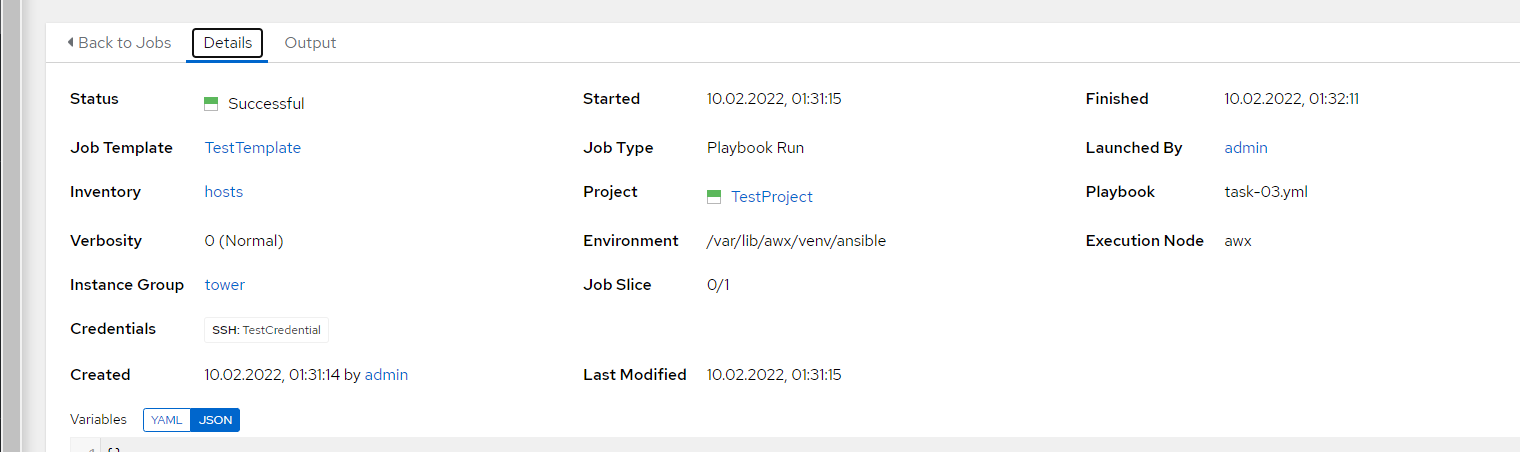 Back to Jobs Details Output
Status Successful Started 10.02.2022, 01:31:15 Finished 10.02.2022, 01:32:11
Job Template TestTemplate Job Type Playbook Run Launched By admin
Inventory hosts Project TestProject Playbook task-03.yml
Verbosity 0 (Normal) Environment /var/lib/awx/venv/ansible Execution Node awx
Instance Group tower Job Slice 0/1
Credentials SSH: TestCredential
Created 10.02.2022, 01:31:14 by admin Last Modified 10.02.2022, 01:31:15
Variables YAML JSON